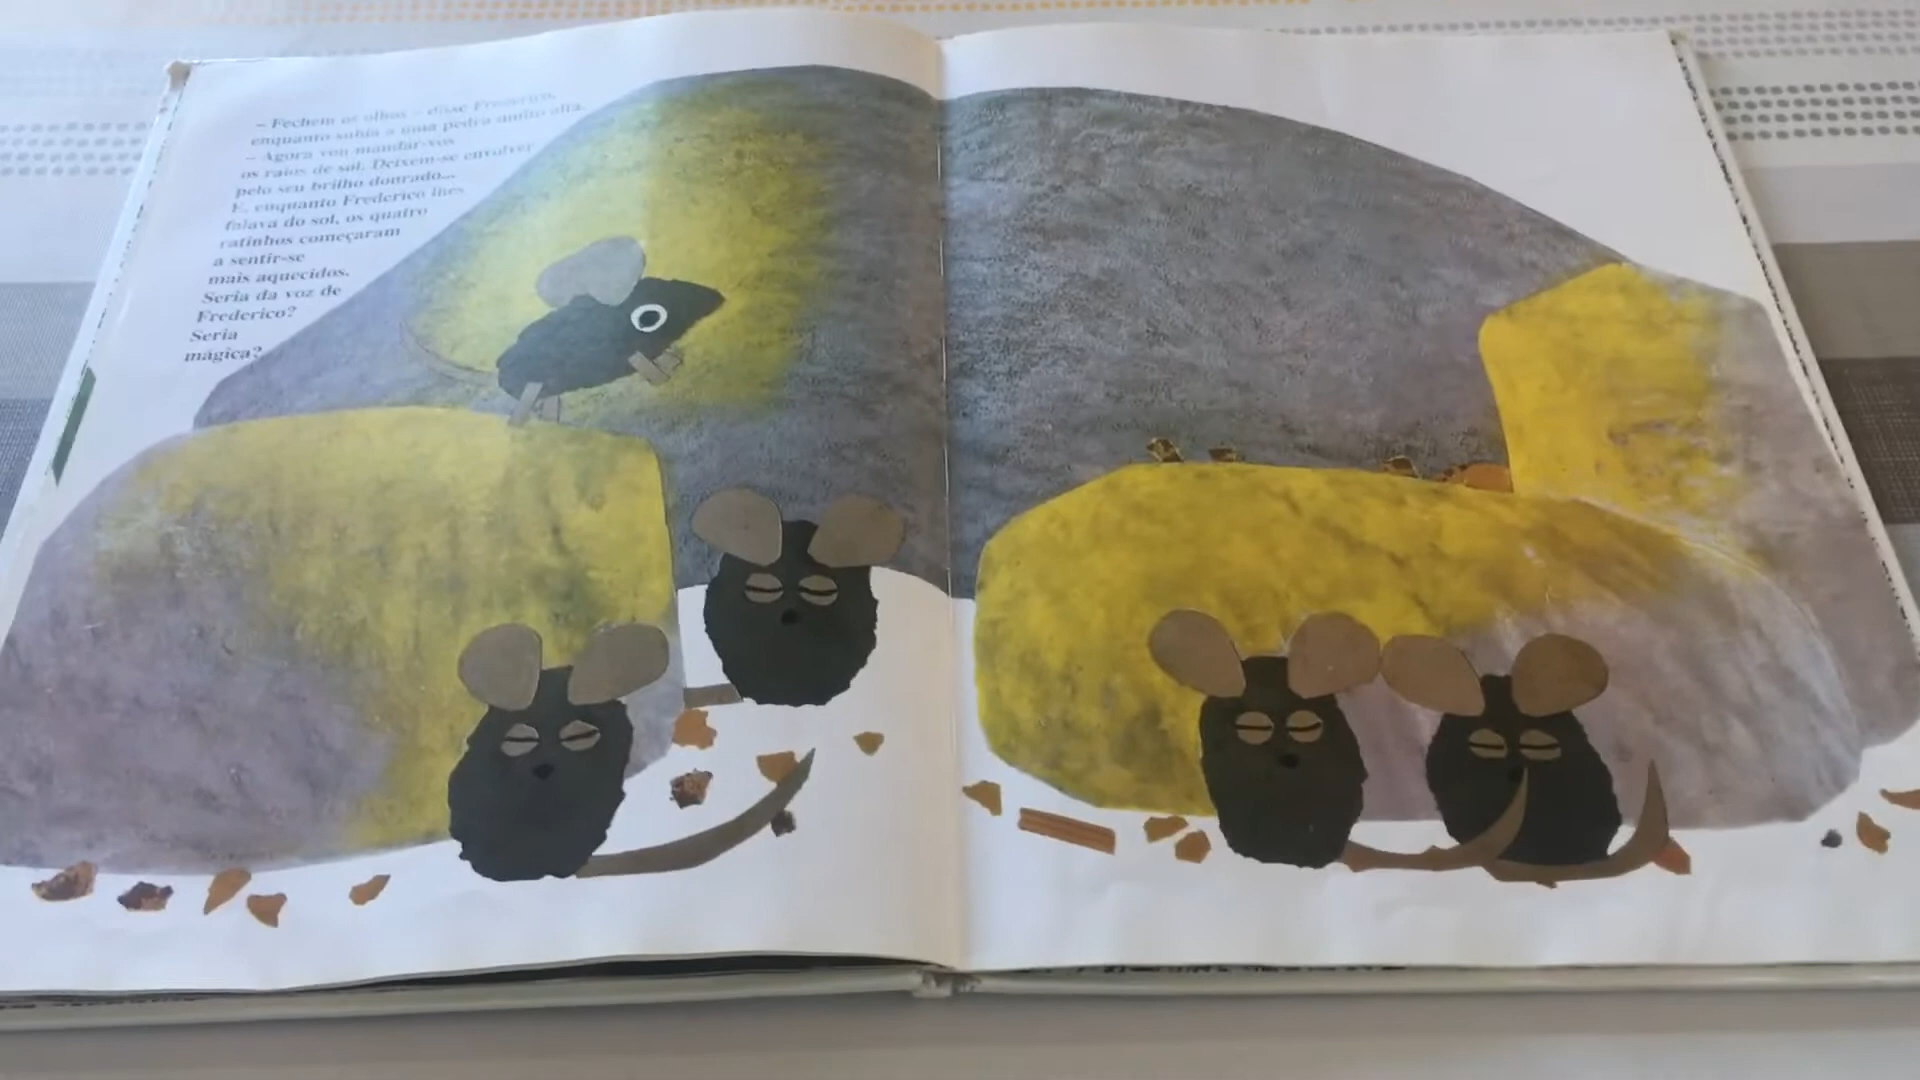 – Fechem os olhos – disse Frederico,
enquanto subia a uma pedra muito alta.
– Agora vou mandar-vos
os raios de sol. Deixem-se envolver
pelo seu brilho dourado...
E, enquanto Frederico lhes
falava do sol, os quatro
ratinhos começaram
a sentir-se
mais aquecidos.
Seria da voz de
Frederico?
Seria
mágica?